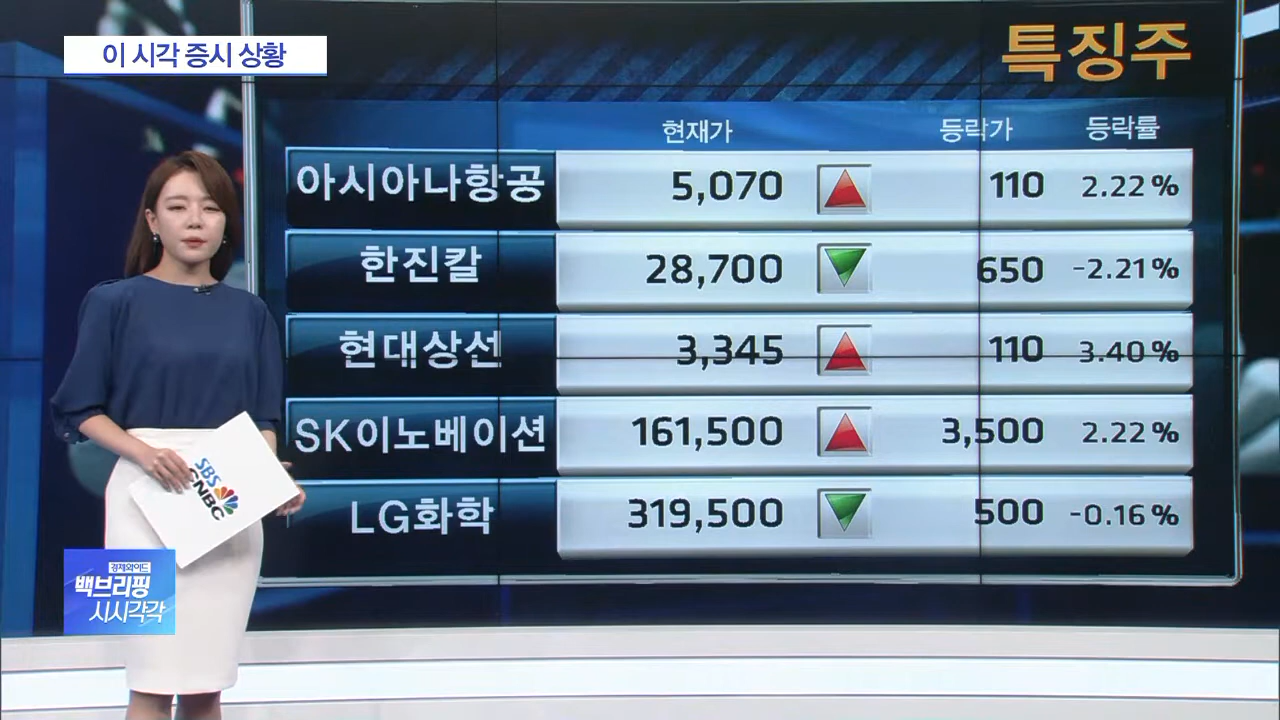 이 시각 증시 상황
특징주
현재가 등락가 등락률
아시아나항공 5,070 110 2.22%
한진칼 28,700 650 -2.21%
현대상선 3,345 110 3.40%
SK이노베이션 161,500 3,500 2.22%
LG화학 319,500 500 -0.16%
SBS
CNBC
경제와이드
백브리핑
시시각각